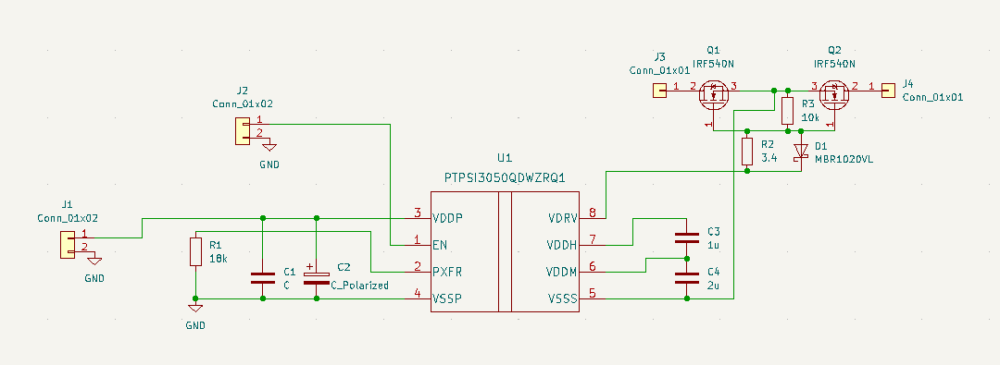 J3
Conn_01x01
1
2
Q1
IRF540N
3
1
Q2
IRF540N
3
2
1
1
J4
Conn_01x01
R3
10k
R2
3.4
D1
MBR1020VL
J2
Conn_01x02
1
2
GND
J1
Conn_01x02
1
2
GND
R1
18k
GND
C1
C
C2
+
C_Polarized
U1
PTPSI3050QDWZRQ1
3 VDDP
1 EN
2 PXFR
4 VSSP
VDRV 8
VDDH 7
VDDM 6
VSSS 5
C3
1u
C4
2u